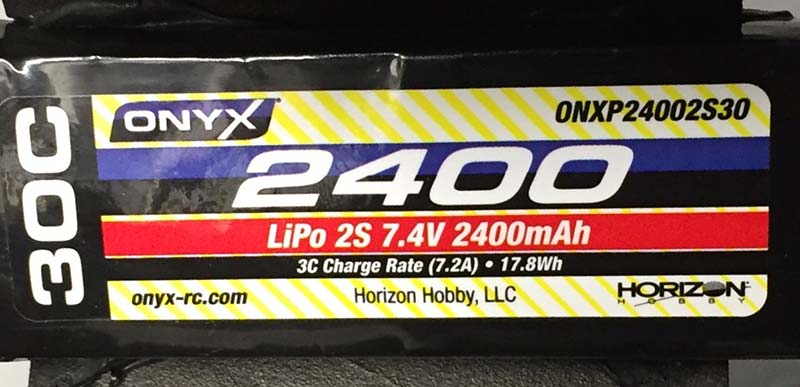 30C
ONYX
ONXP24002S30
2400
LiPo 2S 7.4V 2400mAh
3C Charge Rate (7.2A) • 17.8Wh
onyx-rc.com
Horizon Hobby, LLC
HORIZON
HOBBY